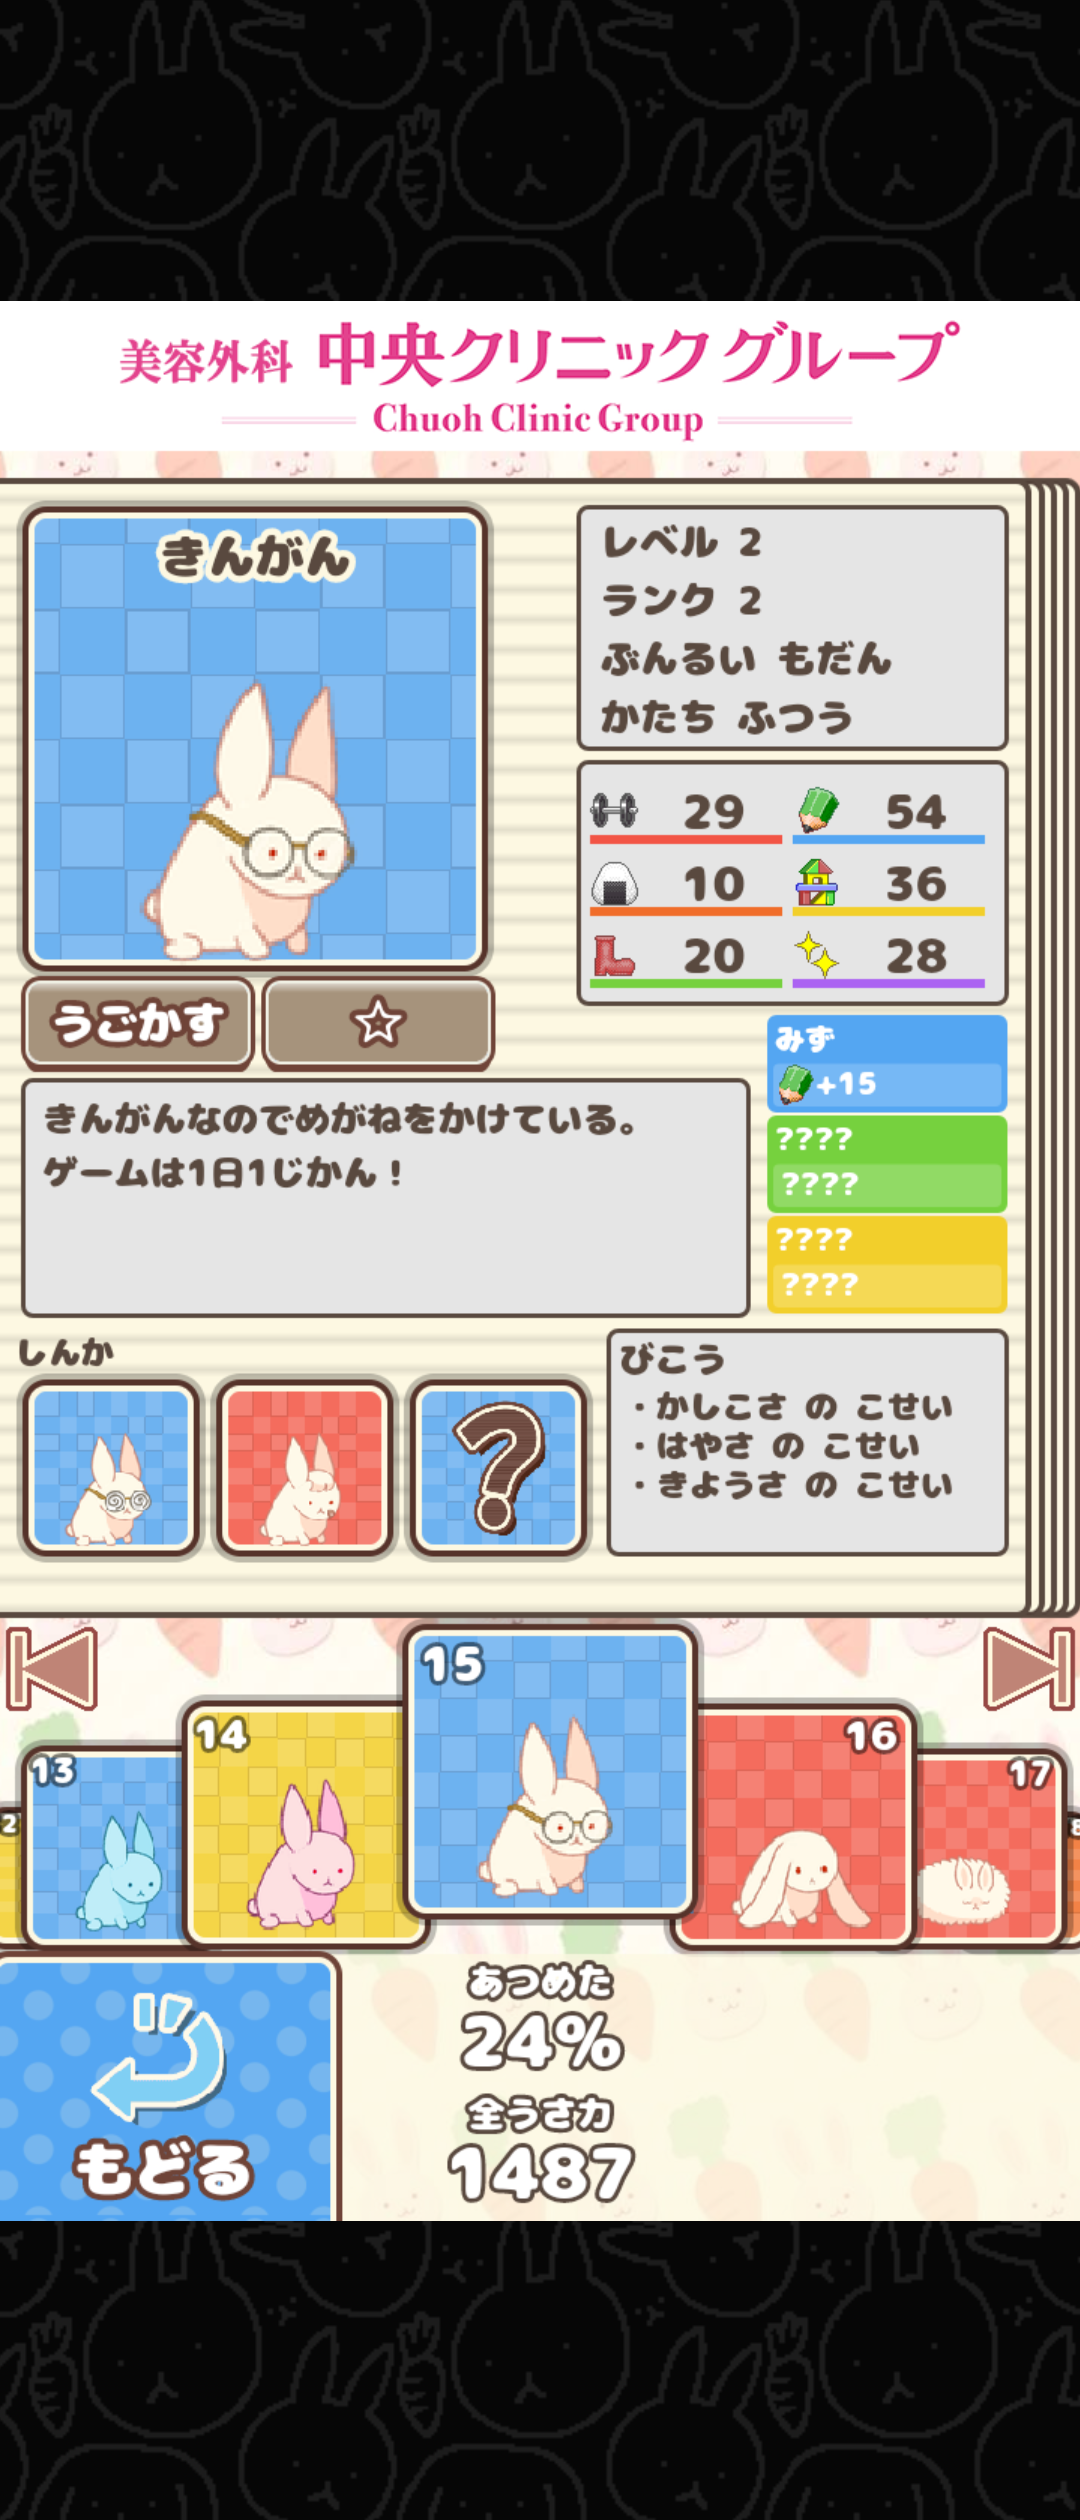 美容外科 中央クリニックグループ
Chuoh Clinic Group
きんがん
レベル 2
ランク 2
ぶんるい もだん
かたち ふつう
29 54
10 36
20 28
うごかす
みず
+15
????
????
????
????
きんがんなのでめがねをかけている。
ゲームは1日1じかん！
しんか
?
びこう
・かしこさ の こせい
・はやさ の こせい
・きようさ の こせい
2
13
14
15
16
17
8
もどる
あつめた
24%
全うさ力
1487